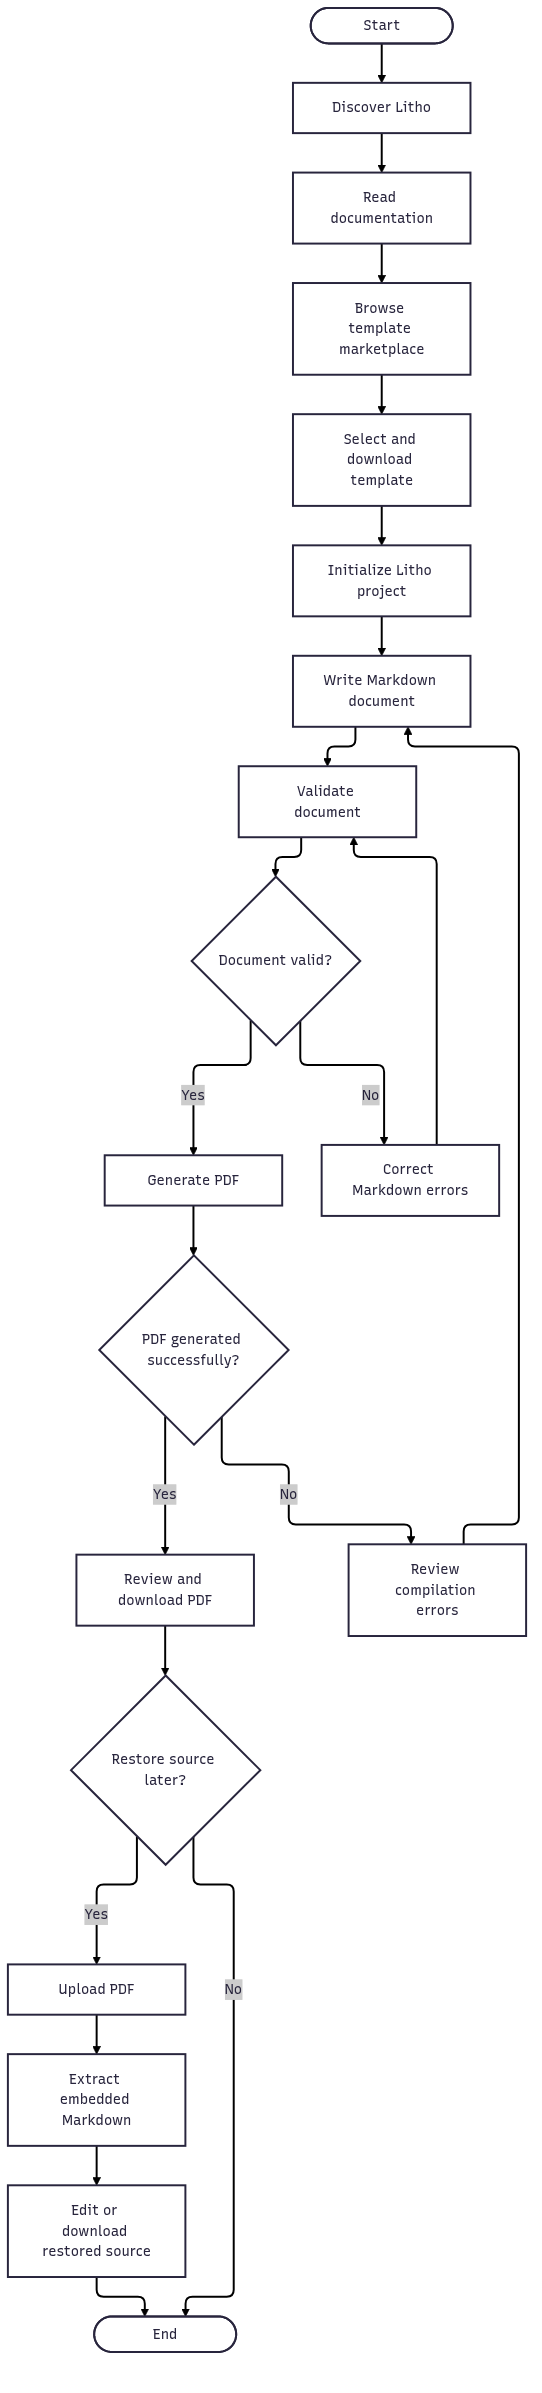 Start
Discover Litho
Read
documentation
Browse
template
marketplace
Select and
download
template
Initialize Litho
project
Write Markdown
document
Validate
document
Document valid?
Yes
No
Generate PDF
Correct
Markdown errors
PDF generated
successfully?
Yes
No
Review and
download PDF
Review
compilation
errors
Restore source
later?
Yes
Upload PDF
No
Extract
embedded
Markdown
Edit or
download
restored source
End